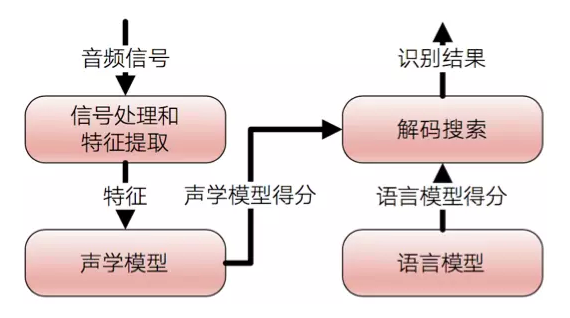 音频信号
识别结果
信号处理和
特征提取
解码搜索
特征
声学模型得分
语言模型得分
声学模型
语言模型